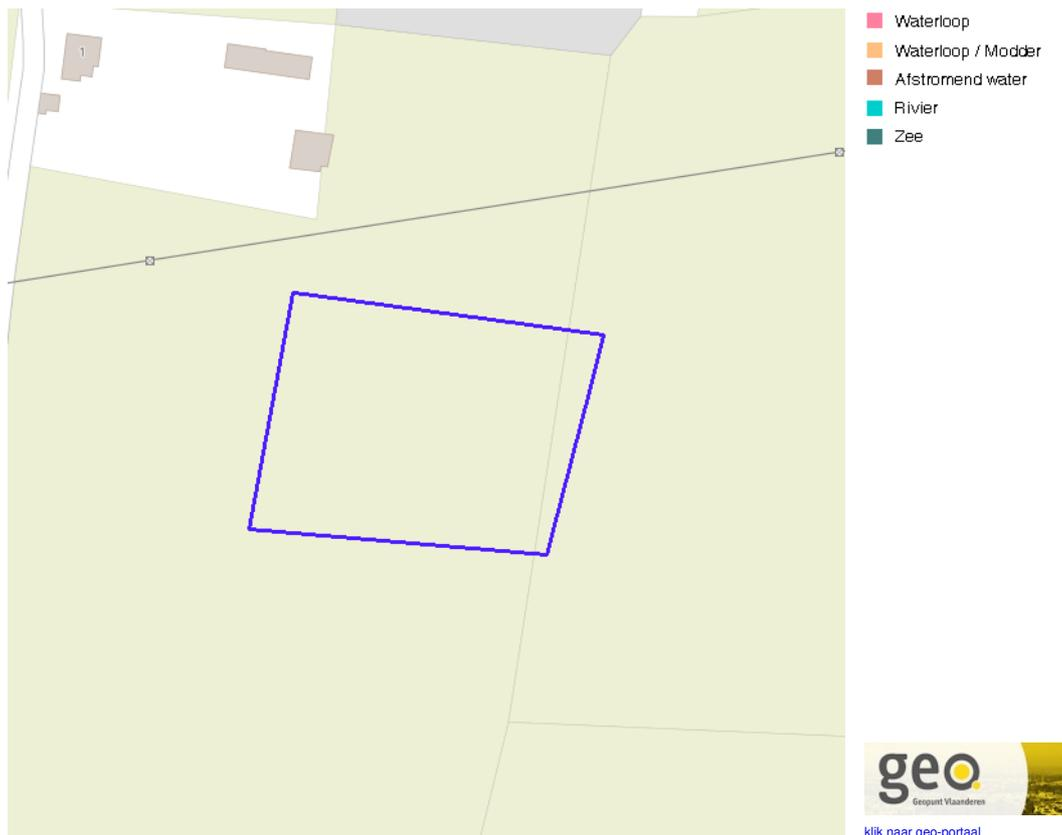 1
Waterloop
Waterloop / Modder
Afstromend water
Rivier
Zee
geo
Geopunt Vlaanderen
klik naar geo-portaal